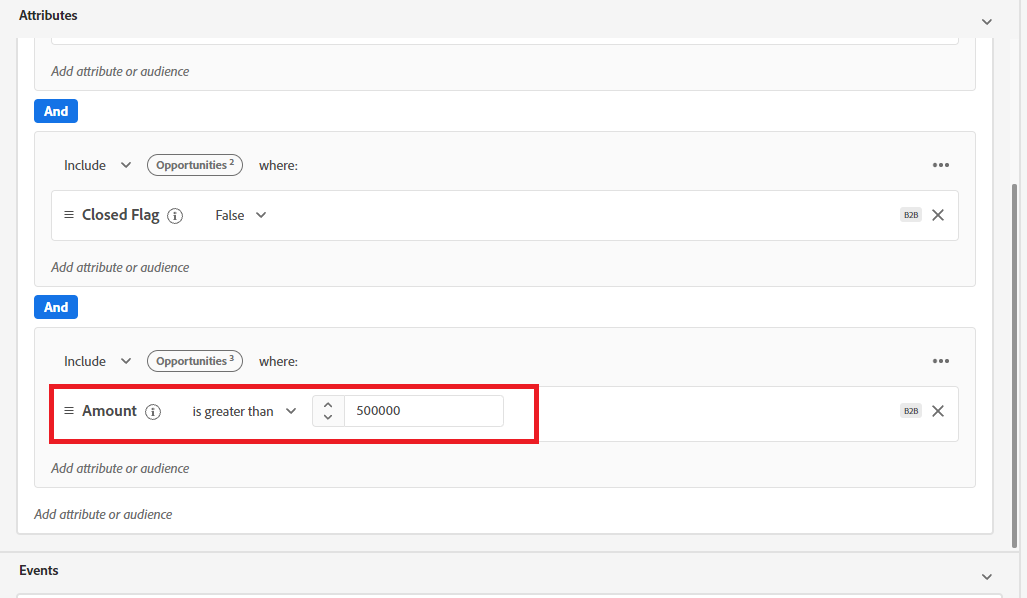 Attributes
Add attribute or audience
And
Include Opportunities 2 where:
Closed Flag False B2B
Add attribute or audience
And
Include Opportunities 3 where:
Amount is greater than 500000 B2B
Add attribute or audience
Add attribute or audience
Events